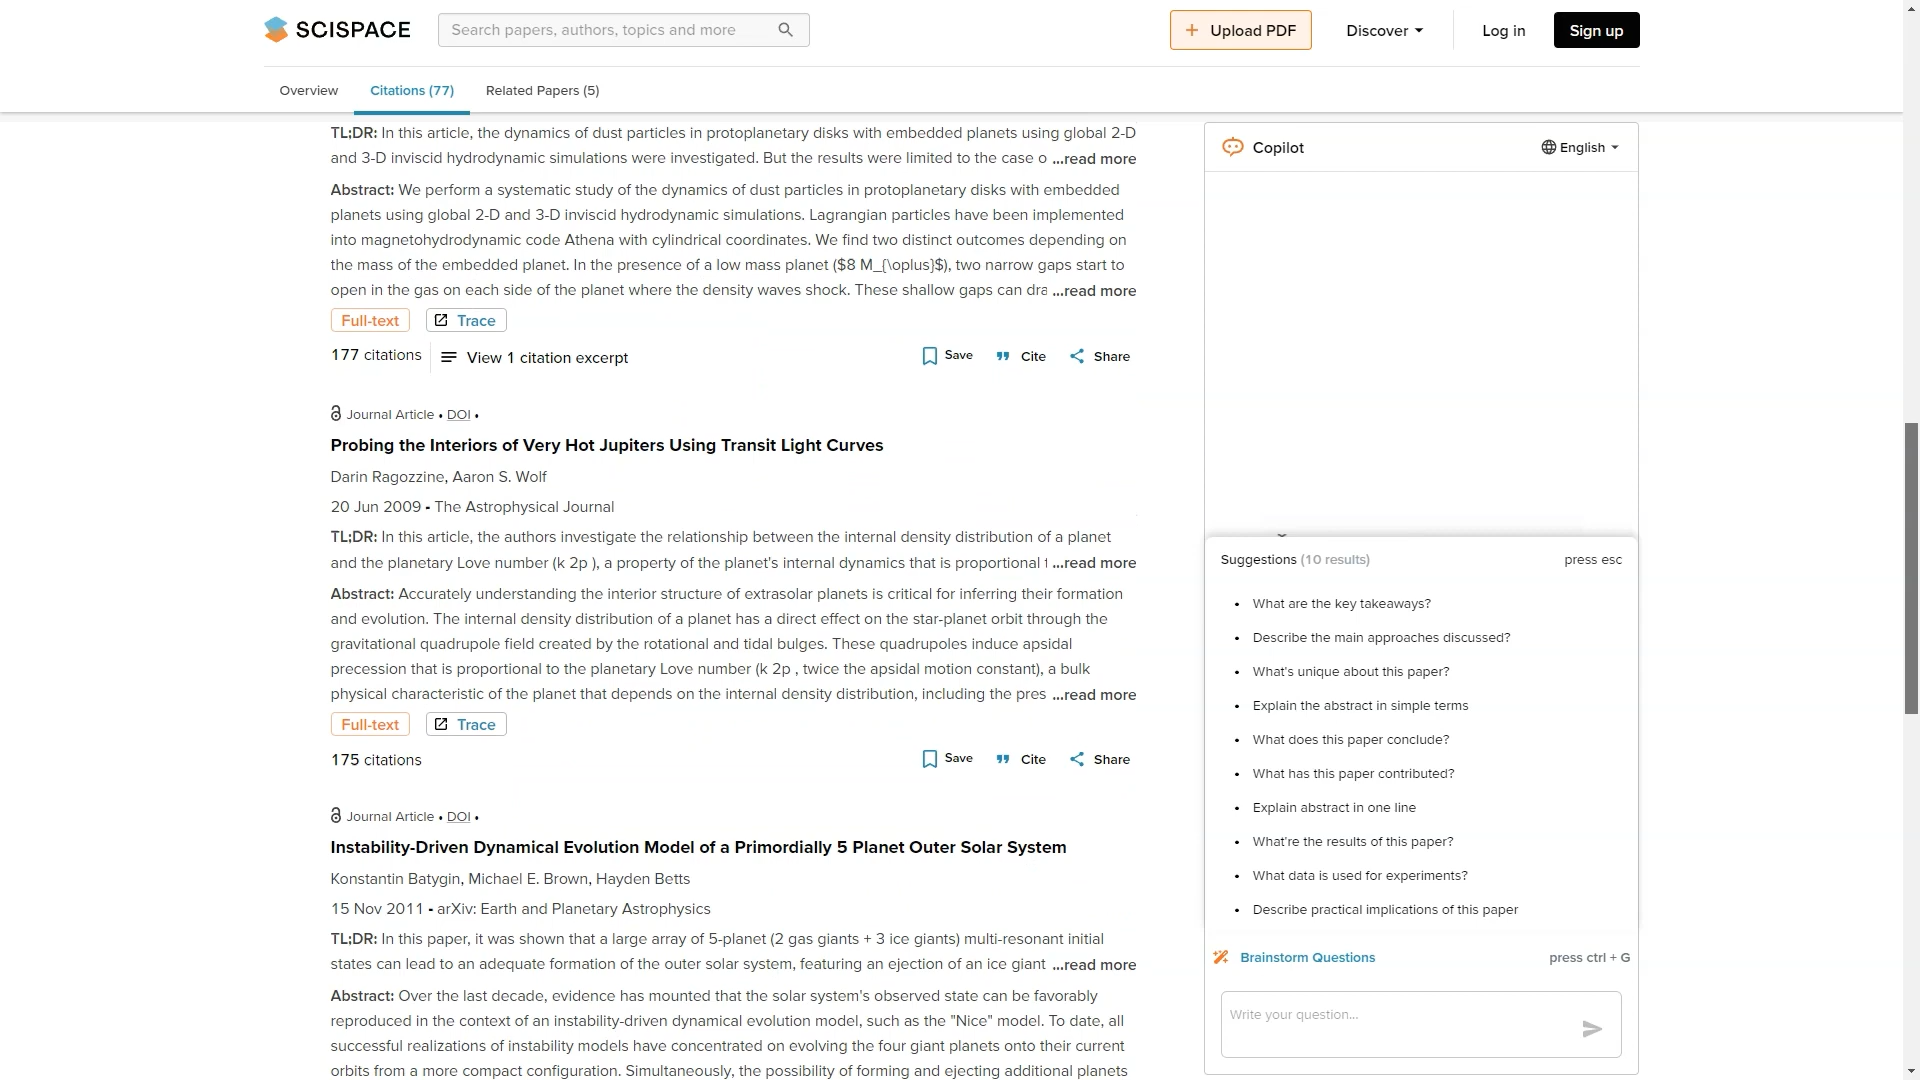 SCISPACE
Search papers, authors, topics and more
Upload PDF
Discover
Log in
Sign up
Overview
Citations (77)
Related Papers (5)
TL;DR: In this article, the dynamics of dust particles in protoplanetary disks with embedded planets using global 2-D
and 3-D inviscid hydrodynamic simulations were investigated. But the results were limited to the case o ...read more
Abstract: We perform a systematic study of the dynamics of dust particles in protoplanetary disks with embedded
planets using global 2-D and 3-D inviscid hydrodynamic simulations. Lagrangian particles have been implemented
into magnetohydrodynamic code Athena with cylindrical coordinates. We find two distinct outcomes depending on
the mass of the embedded planet. In the presence of a low mass planet ($8 M_{\oplus}$), two narrow gaps start to
open in the gas on each side of the planet where the density waves shock. These shallow gaps can dra ...read more
Full-text
Trace
177 citations
View 1 citation excerpt
Save
Cite
Share
Journal Article • DOI •
Probing the Interiors of Very Hot Jupiters Using Transit Light Curves
Darin Ragozzine, Aaron S. Wolf
20 Jun 2009 - The Astrophysical Journal
TL;DR: In this article, the authors investigate the relationship between the internal density distribution of a planet
and the planetary Love number (k 2p ), a property of the planet's internal dynamics that is proportional t ...read more
Abstract: Accurately understanding the interior structure of extrasolar planets is critical for inferring their formation
and evolution. The internal density distribution of a planet has a direct effect on the star-planet orbit through the
gravitational quadrupole field created by the rotational and tidal bulges. These quadrupoles induce apsidal
precession that is proportional to the planetary Love number (k 2p , twice the apsidal motion constant), a bulk
physical characteristic of the planet that depends on the internal density distribution, including the pres ...read more
Full-text
Trace
175 citations
Save
Cite
Share
Journal Article • DOI •
Instability-Driven Dynamical Evolution Model of a Primordially 5 Planet Outer Solar System
Konstantin Batygin, Michael E. Brown, Hayden Betts
15 Nov 2011 - arXiv: Earth and Planetary Astrophysics
TL;DR: In this paper, it was shown that a large array of 5-planet (2 gas giants + 3 ice giants) multi-resonant initial
states can lead to an adequate formation of the outer solar system, featuring an ejection of an ice giant ...read more
Abstract: Over the last decade, evidence has mounted that the solar system's observed state can be favorably
reproduced in the context of an instability-driven dynamical evolution model, such as the "Nice" model. To date, all
successful realizations of instability models have concentrated on evolving the four giant planets onto their current
orbits from a more compact configuration. Simultaneously, the possibility of forming and ejecting additional planets
Copilot
English
Suggestions (10 results)
press esc
• What are the key takeaways?
• Describe the main approaches discussed?
• What's unique about this paper?
• Explain the abstract in simple terms
• What does this paper conclude?
• What has this paper contributed?
• Explain abstract in one line
• What're the results of this paper?
• What data is used for experiments?
• Describe practical implications of this paper
Brainstorm Questions
press ctrl + G
Write your question...